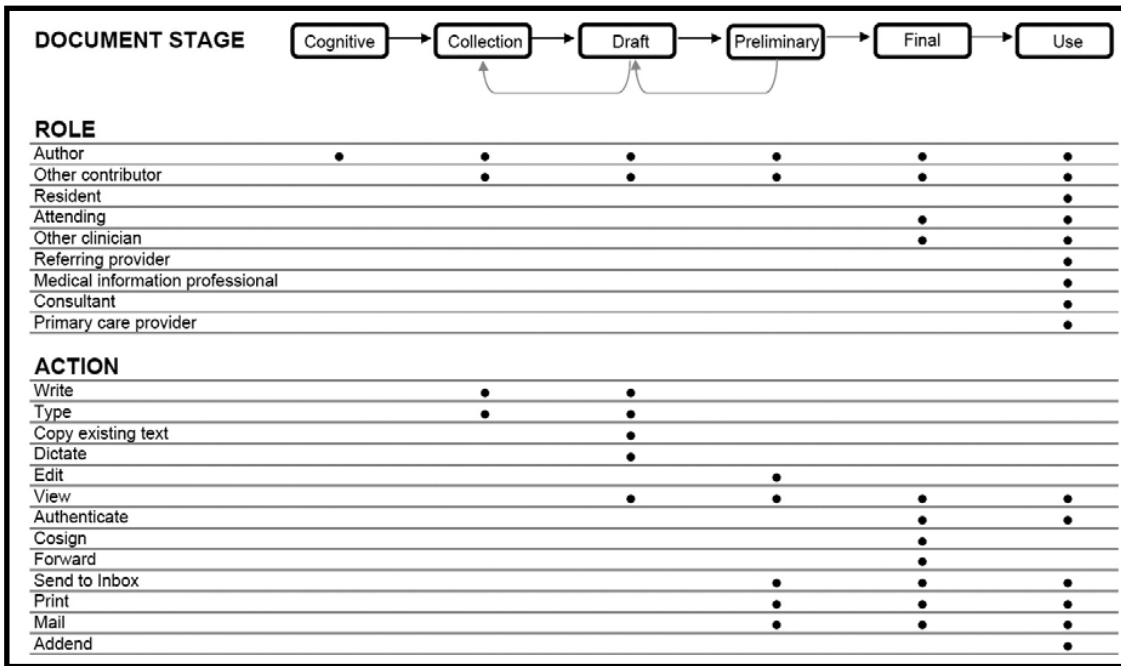 DOCUMENT STAGE Cognitive Collection Draft Preliminary Final Use
ROLE
Author
Other contributor
Resident
Attending
Other clinician
Referring provider
Medical information professional
Consultant
Primary care provider
ACTION
Write
Type
Copy existing text
Dictate
Edit
View
Authenticate
Cosign
Forward
Send to Inbox
Print
Mail
Addend